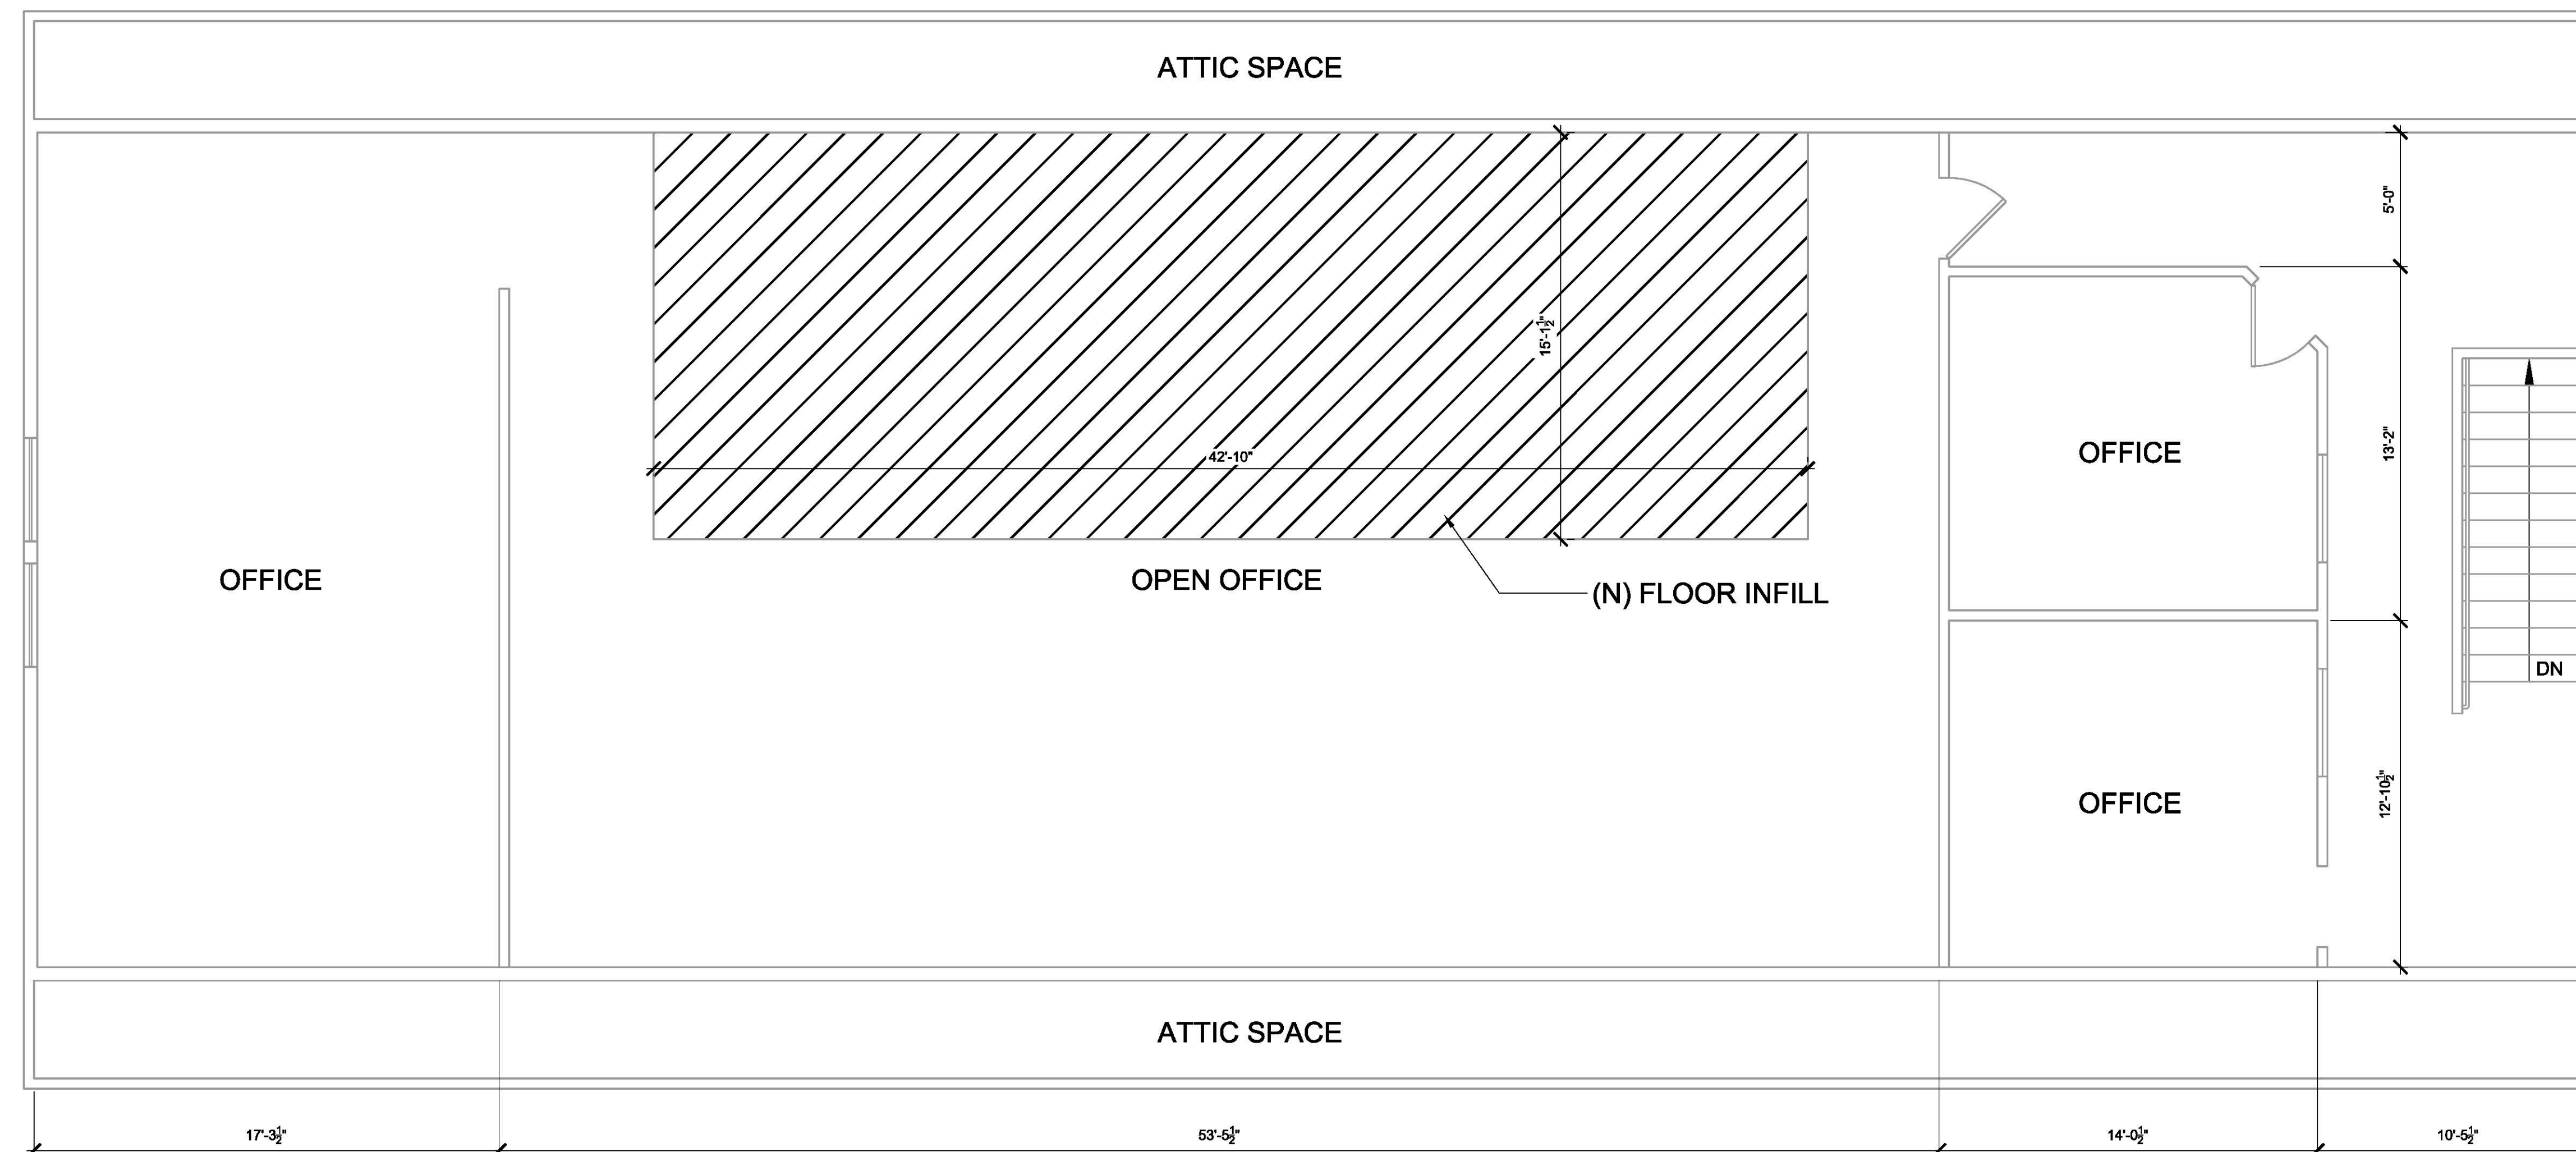 ATTIC SPACE
5'-0"
15'-1½"
42'-10"
OFFICE
13'-2"
OFFICE
OPEN OFFICE
(N) FLOOR INFILL
DN
OFFICE
12'-10½"
ATTIC SPACE
17'-3½"
53'-5½"
14'-0½"
10'-5½"